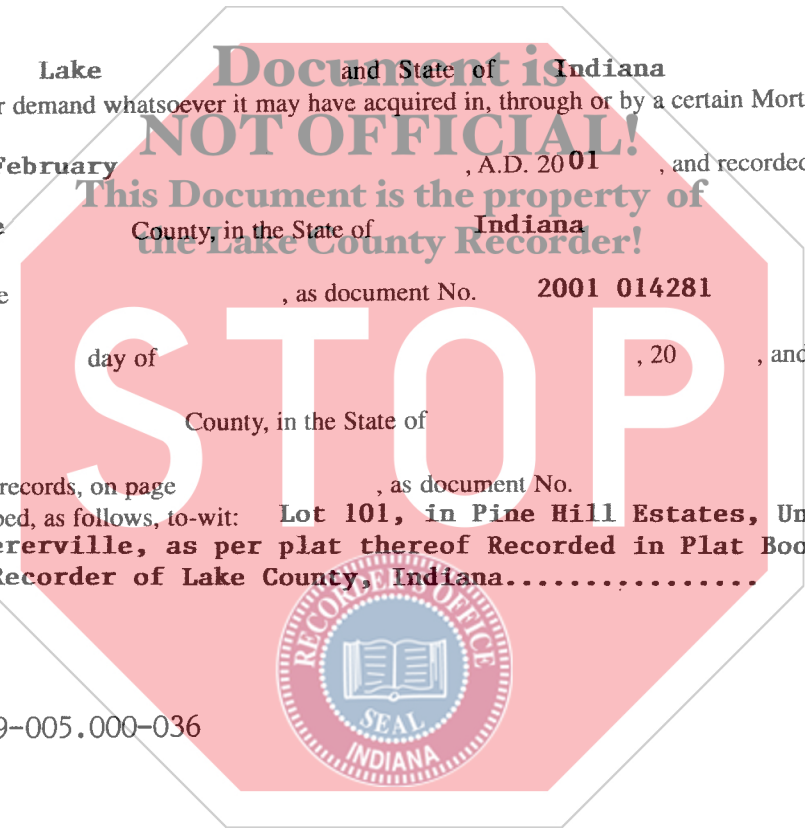 Lake and State of Indiana
Document is
r demand whatsoever it may have acquired in, through or by a certain Mort
NOT OFFICIAL!
February , A.D. 2001 , and recorded
This Document is the property of
e County, in the State of Indiana
the Lake County Recorder!
e , as document No. 2001 014281
STOP
day of , 20 , and
County, in the State of
records, on page , as document No.
bed, as follows, to-wit: Lot 101, in Pine Hill Estates, Un
ererville, as per plat thereof Recorded in Plat Boo
Recorder of Lake County, Indiana................
RECORDER'S OFFICE
SEAL
INDIANA
9-005.000-036